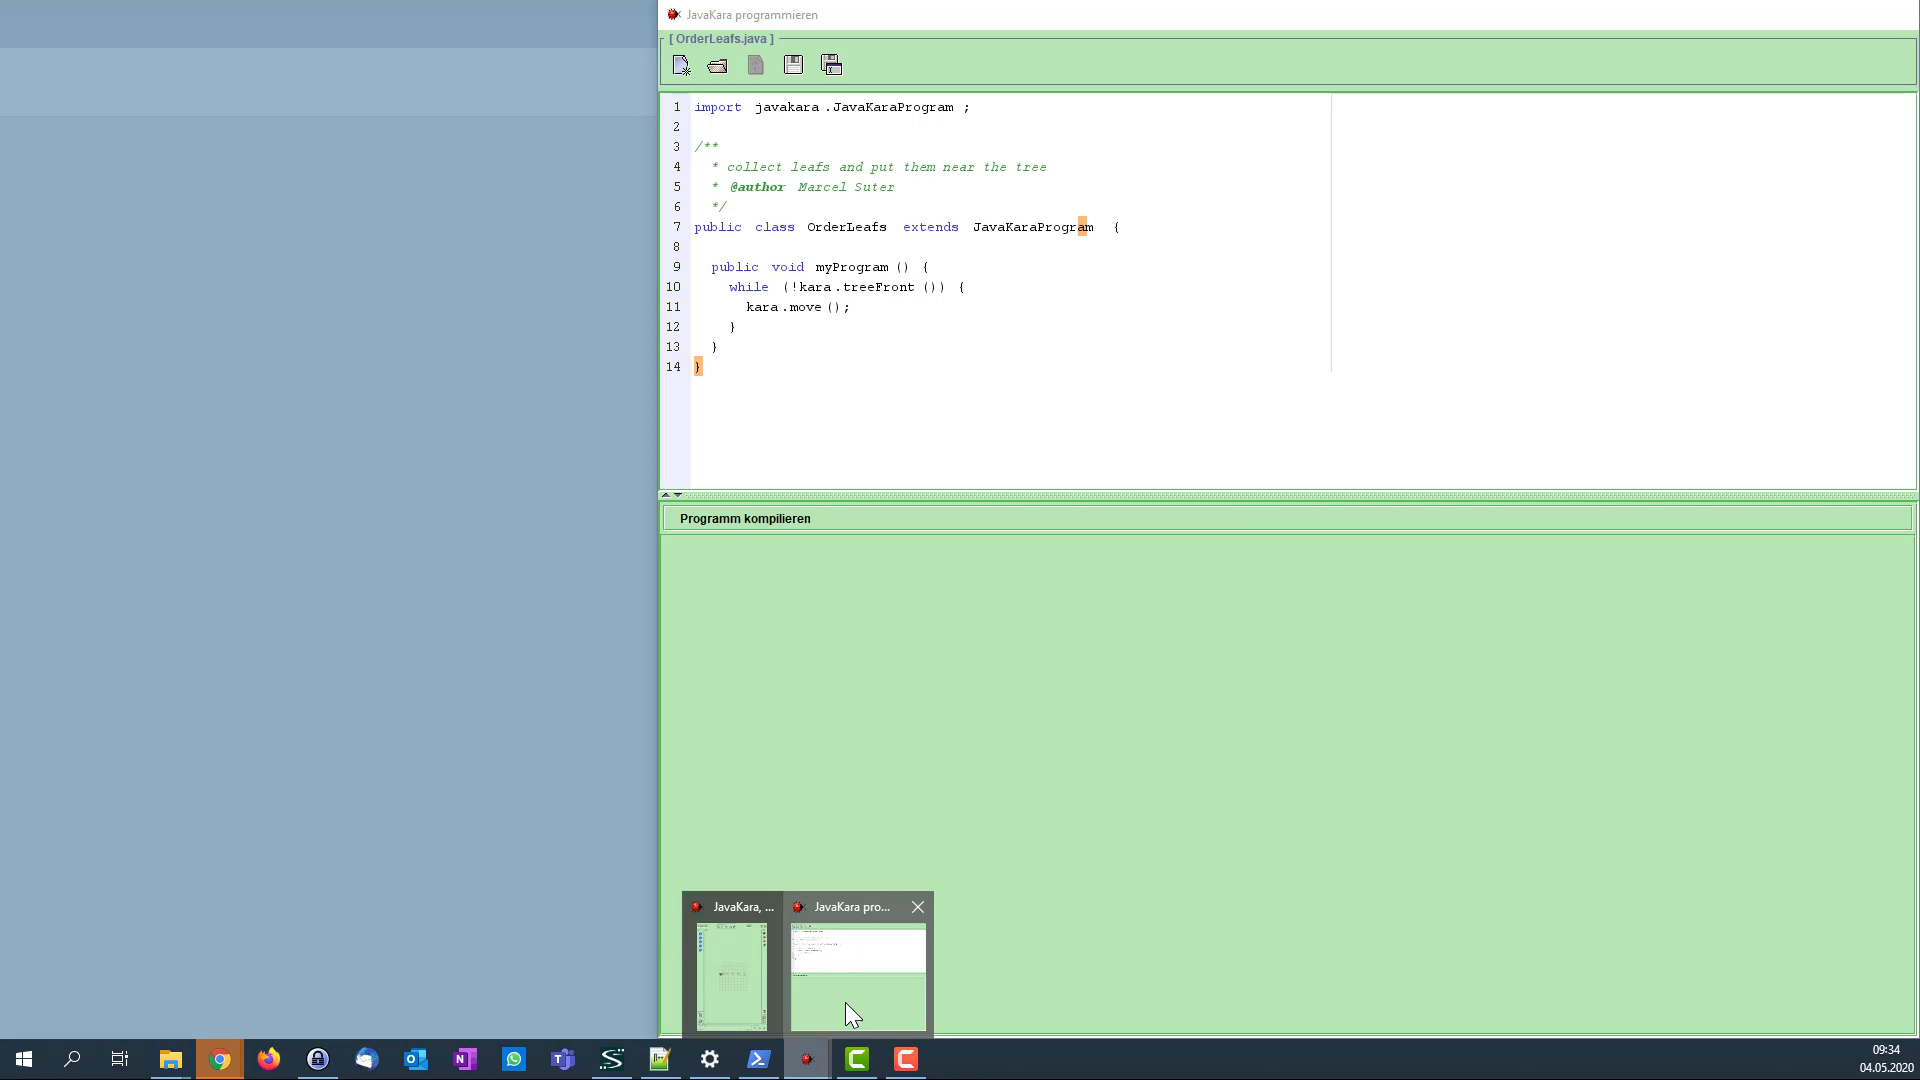 JavaKara programmieren
[ OrderLeafs.java ]
1 import javakara.JavaKaraProgram ;
2
3 /**
4 * collect leafs and put them near the tree
5 * @author Marcel Suter
6 */
7 public class OrderLeafs extends JavaKaraProgram {
8
9 public void myProgram () {
10 while (!kara.treeFront ()) {
11 kara.move ();
12 }
13 }
14 }
Programm kompilieren
JavaKara, ...
JavaKara pro...
09:34
04.05.2020